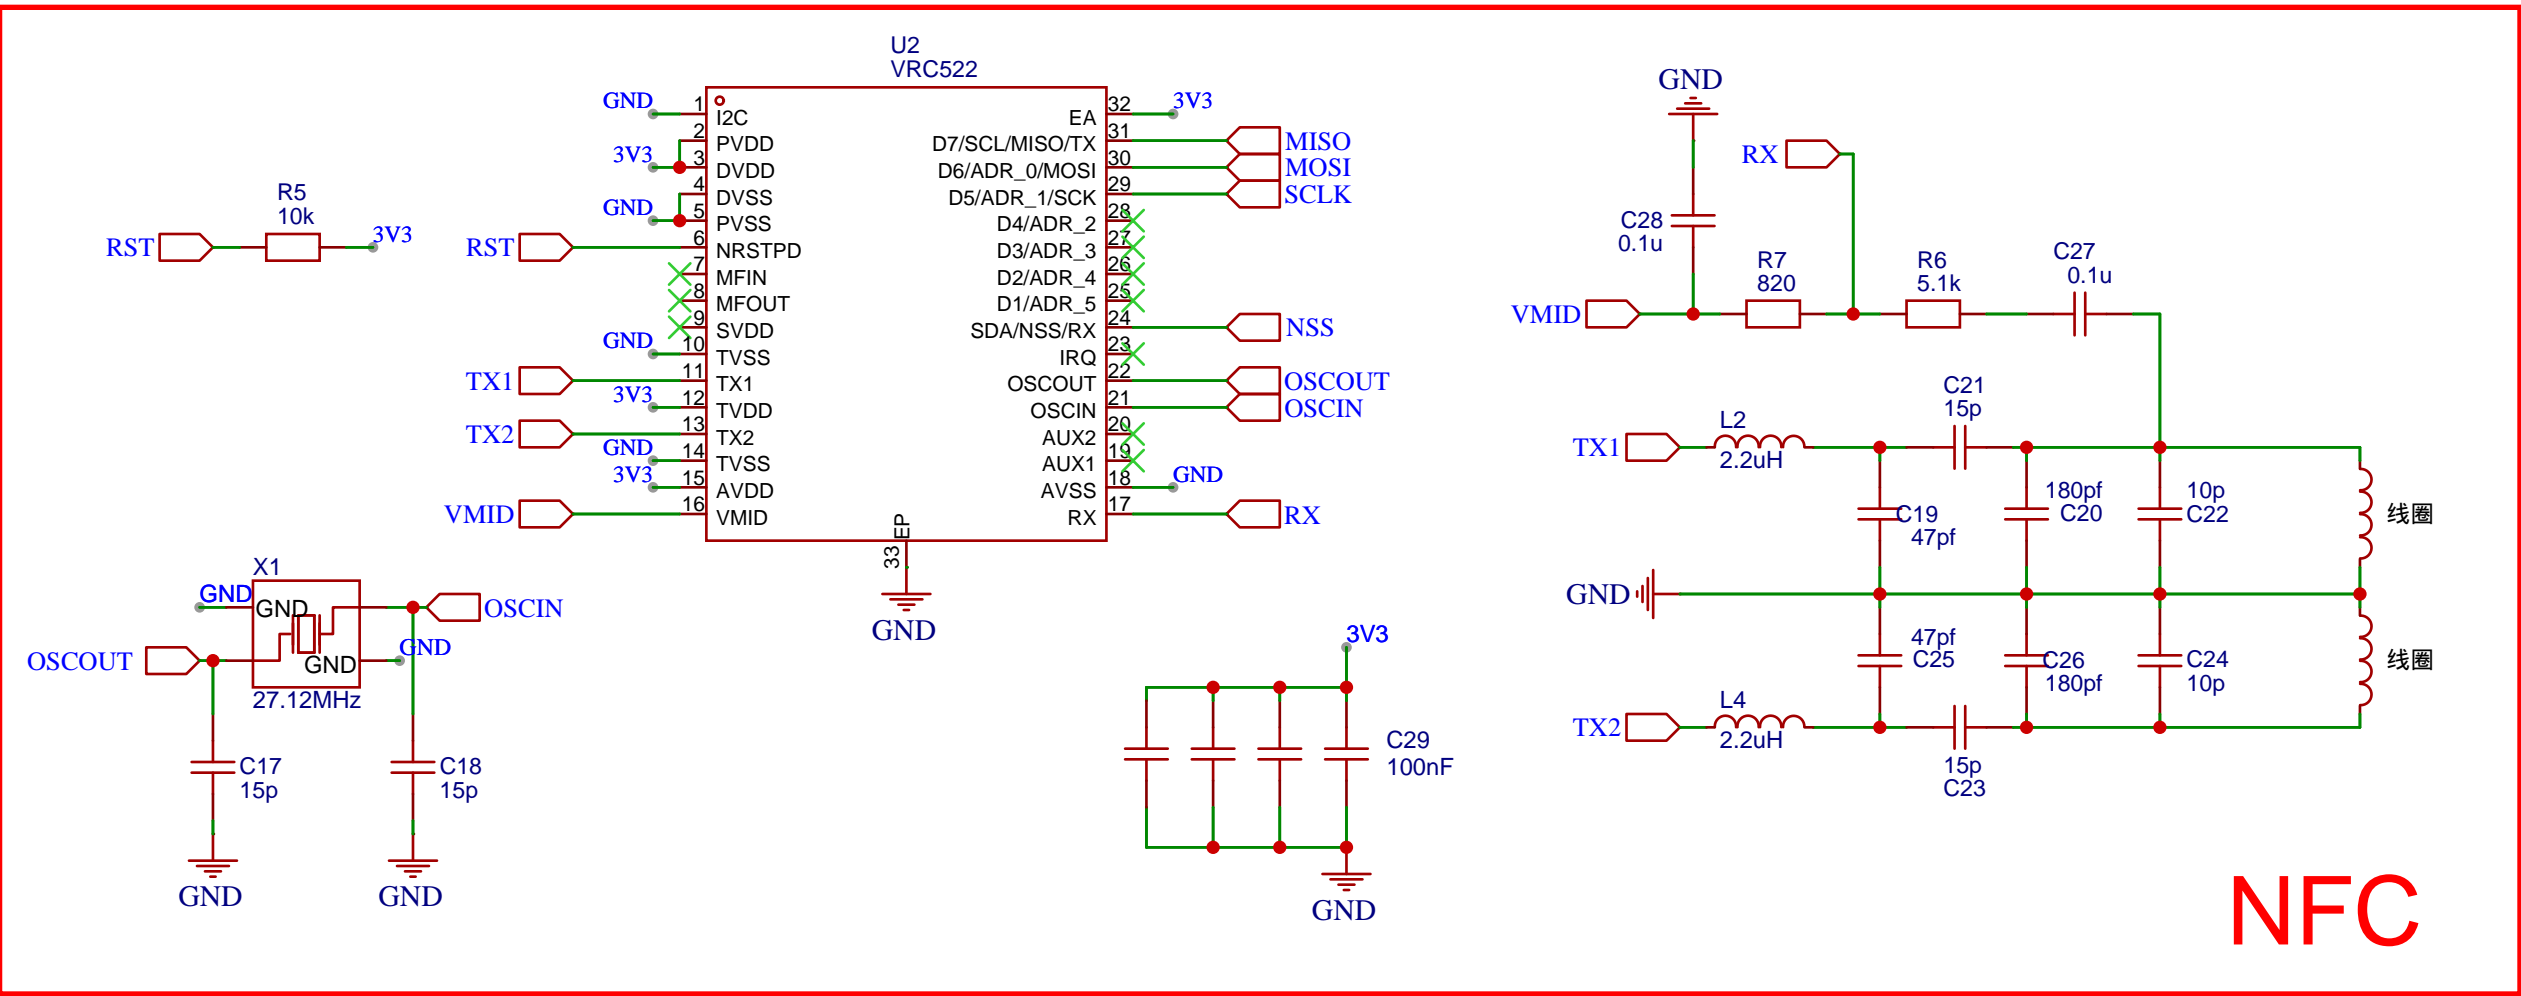 U2
VRC522
GND
1
I2C
2
PVDD
3V3
3
DVDD
4
DVSS
GND
5
PVSS
RST
6
NRSTPD
7
MFIN
8
MFOUT
9
SVDD
GND
10
TVSS
TX1
11
TX1
3V3
12
TVDD
TX2
13
TX2
GND
14
TVSS
3V3
15
AVDD
VMID
16
VMID
EA
32
3V3
D7/SCL/MISO/TX
31
MISO
D6/ADR_0/MOSI
30
MOSI
D5/ADR_1/SCK
29
SCLK
D4/ADR_2
28
D3/ADR_3
27
D2/ADR_4
26
D1/ADR_5
25
SDA/NSS/RX
24
NSS
IRQ
23
OSCOUT
22
OSCOUT
OSCIN
21
OSCIN
AUX2
20
AUX1
19
AVSS
18
GND
RX
17
RX
33
EP
GND
R5
10k
RST
3V3
X1
GND
GND
OSCIN
OSCOUT
GND
GND
27.12MHz
C17
15p
C18
15p
GND
GND
3V3
C29
100nF
GND
GND
RX
C28
0.1u
R7
820
R6
5.1k
C27
0.1u
VMID
C21
15p
L2
TX1
2.2uH
C19
47pf
180pf
C20
10p
C22
线圈
GND
47pf
C25
C26
180pf
C24
10p
线圈
L4
TX2
2.2uH
15p
C23
NFC